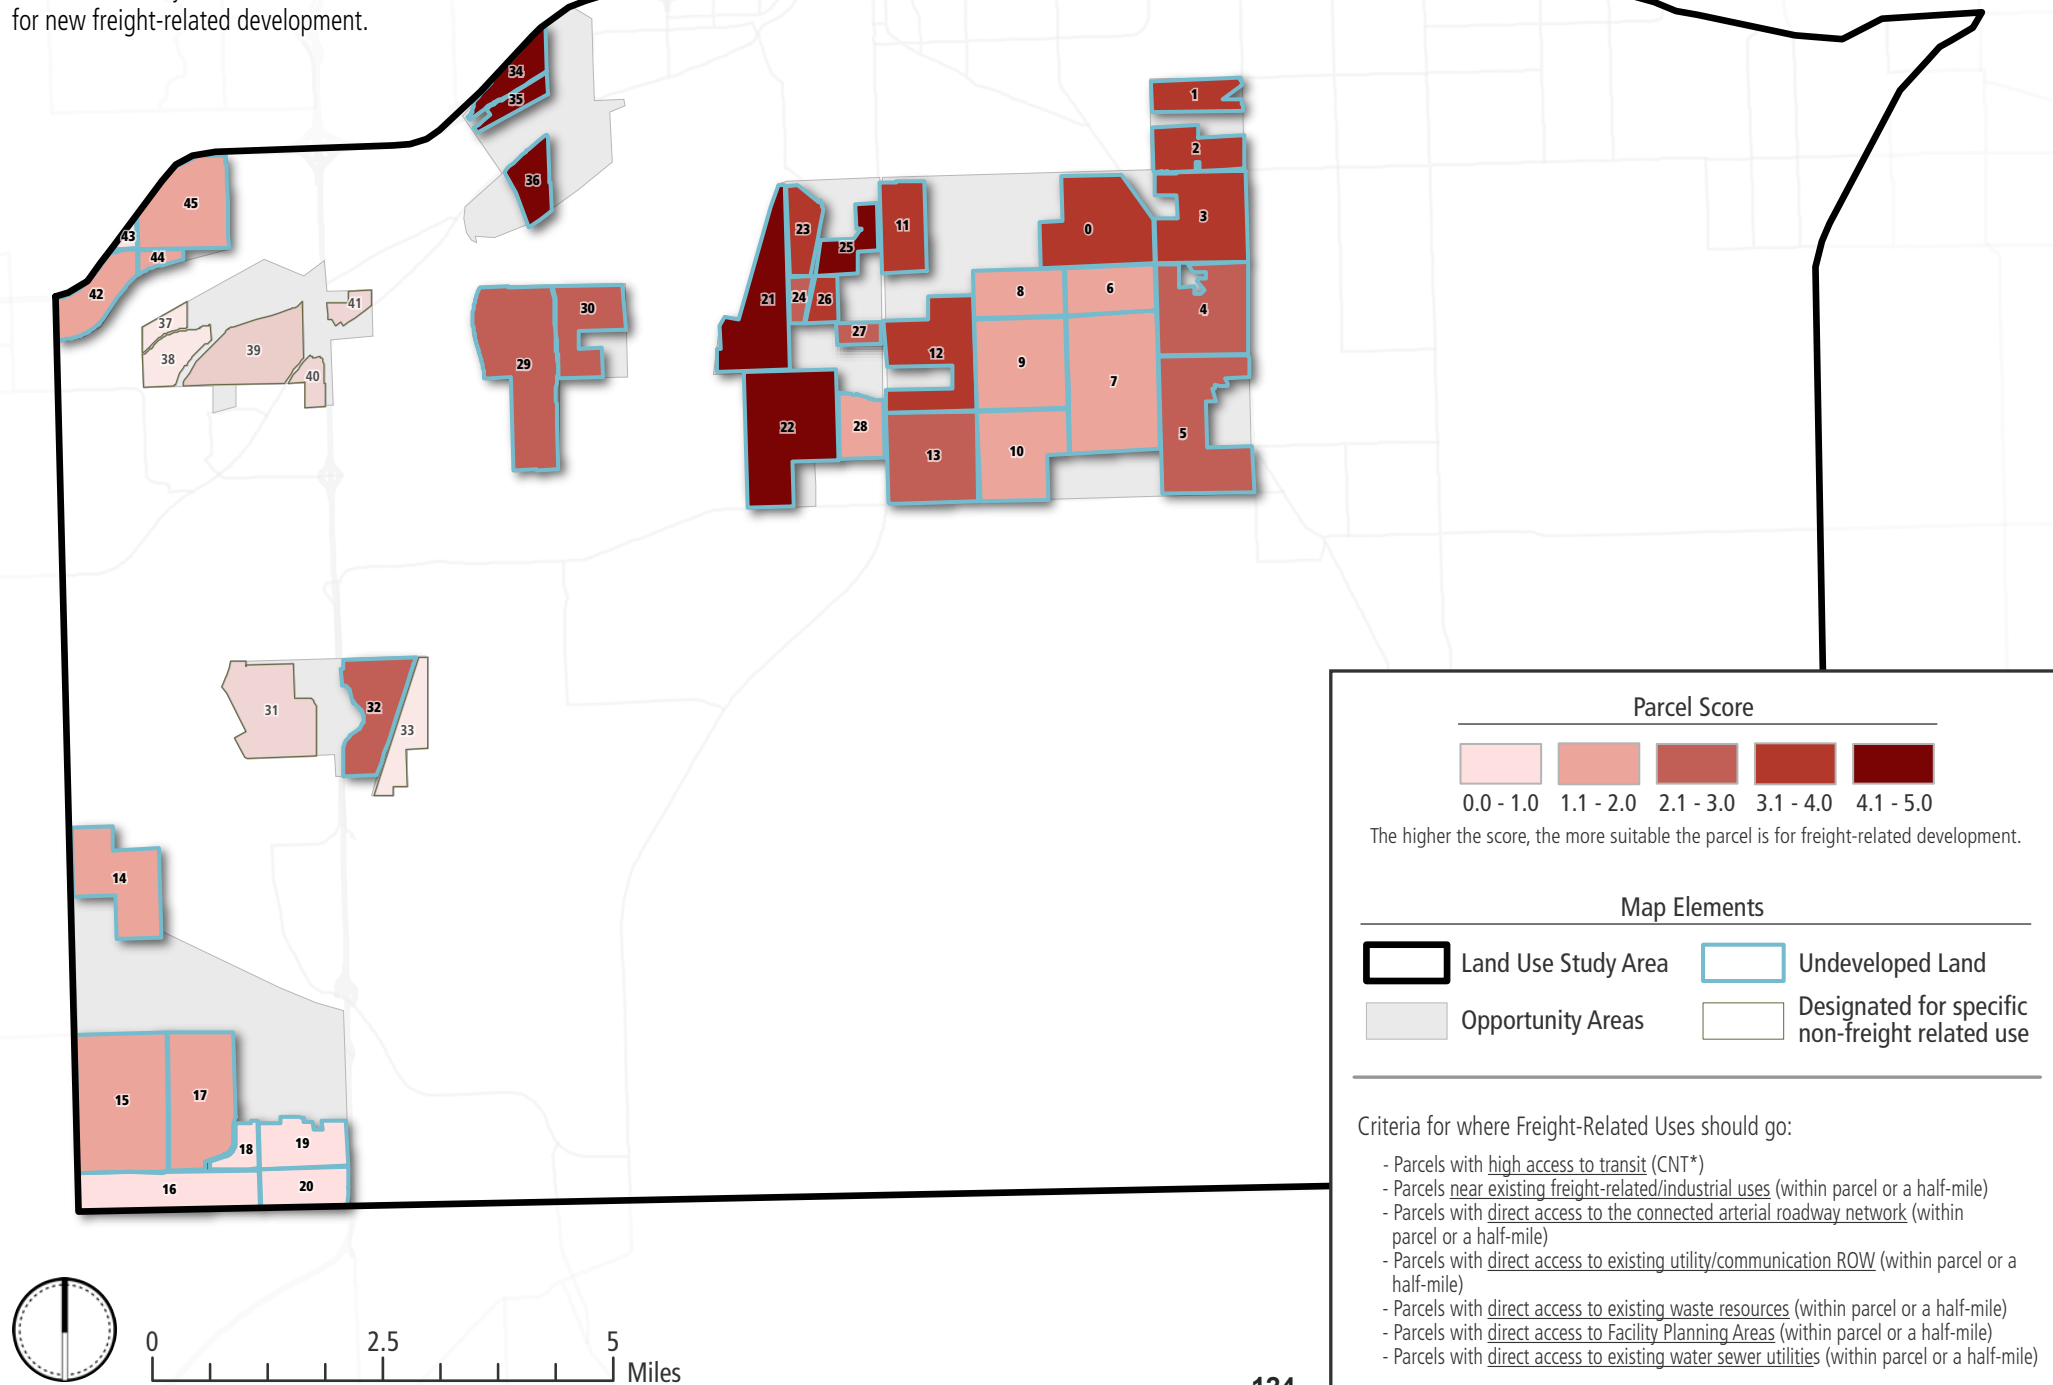 for new freight-related development.
34
35
36
1
2
3
0
4
5
6
7
8
9
10
11
12
13
21
22
23
24
25
26
27
28
29
30
45
43
44
42
37
38
39
40
41
31
32
33
14
15
17
18
19
16
20
Parcel Score
0.0 - 1.0 1.1 - 2.0 2.1 - 3.0 3.1 - 4.0 4.1 - 5.0
The higher the score, the more suitable the parcel is for freight-related development.
Map Elements
Land Use Study Area
Undeveloped Land
Opportunity Areas
Designated for specific
non-freight related use
Criteria for where Freight-Related Uses should go:
- Parcels with high access to transit (CNT*)
- Parcels near existing freight-related/industrial uses (within parcel or a half-mile)
- Parcels with direct access to the connected arterial roadway network (within
parcel or a half-mile)
- Parcels with direct access to existing utility/communication ROW (within parcel or a
half-mile)
- Parcels with direct access to existing waste resources (within parcel or a half-mile)
- Parcels with direct access to Facility Planning Areas (within parcel or a half-mile)
- Parcels with direct access to existing water sewer utilities (within parcel or a half-mile)
0 2.5 5
Miles